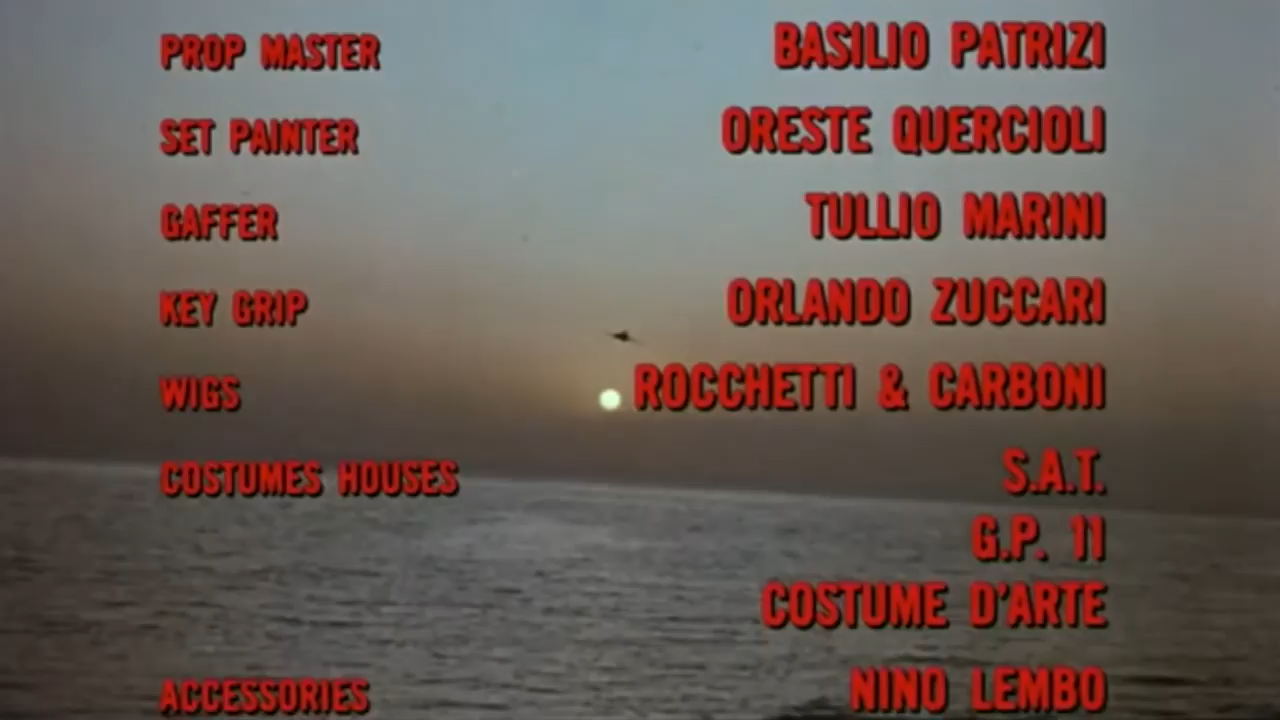 PROP MASTER BASILIO PATRIZI
SET PAINTER ORESTE QUERCIOLI
GAFFER TULLIO MARINI
KEY GRIP ORLANDO ZUCCARI
WIGS ROCCHETTI & CARBONI
COSTUMES HOUSES S.A.T.
G.P. 11
COSTUME D'ARTE
ACCESSORIES NINO LEMBO